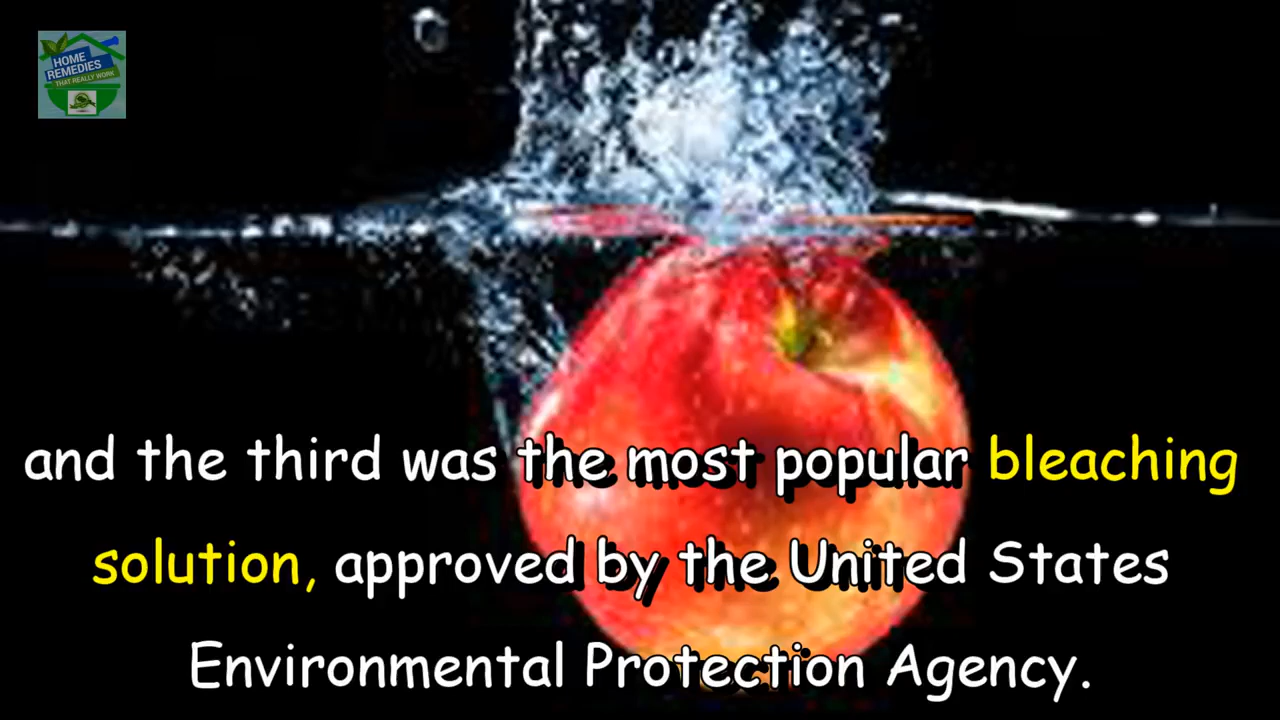 HOME
REMEDIES
THAT REALLY WORK
and the third was the most popular bleaching
solution, approved by the United States
Environmental Protection Agency.